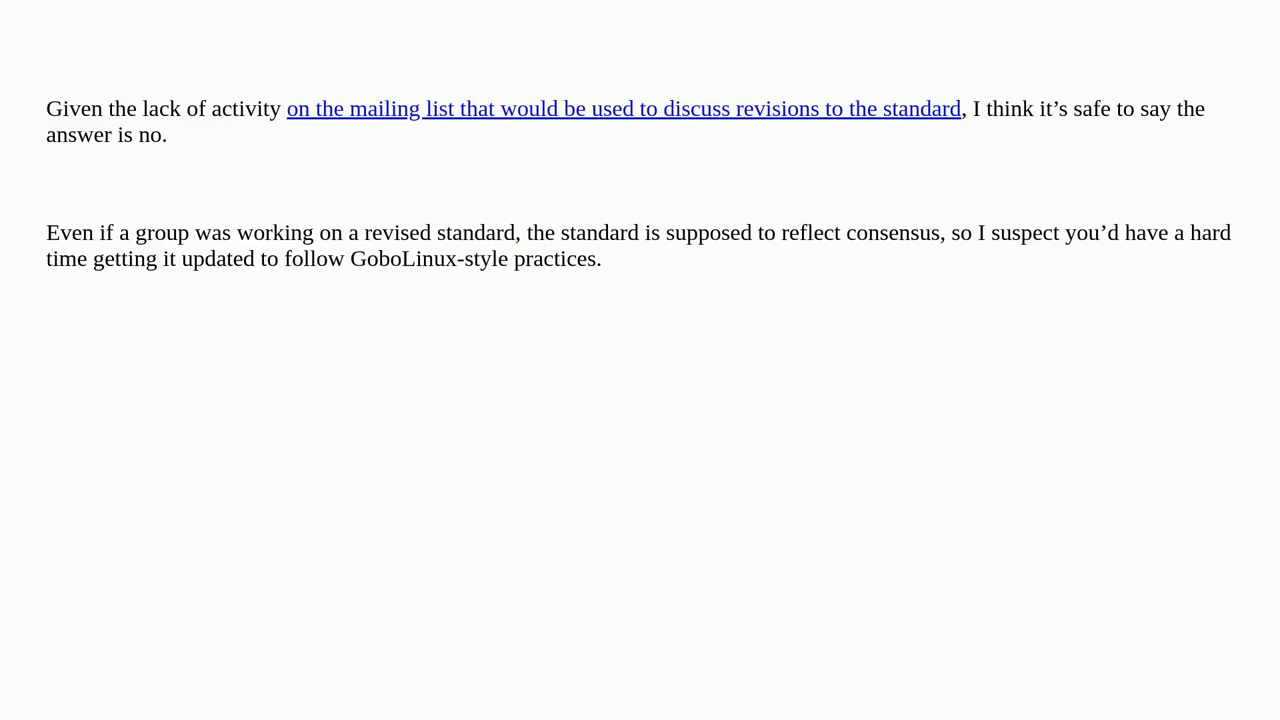 Given the lack of activity on the mailing list that would be used to discuss revisions to the standard, I think it’s safe to say the
answer is no.
Even if a group was working on a revised standard, the standard is supposed to reflect consensus, so I suspect you’d have a hard
time getting it updated to follow GoboLinux-style practices.